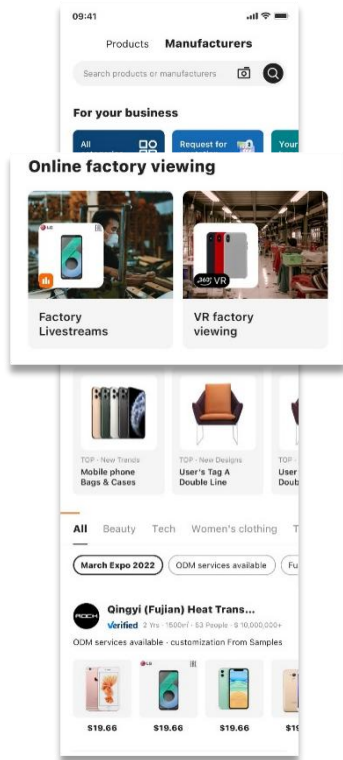 09:41
Products Manufacturers
Search products or manufacturers
For your business
All
Request for
Your
Online factory viewing
LG
360° VR
Factory
Livestreams
VR factory
viewing
TOP · New Trends
Mobile phone
Bags & Cases
TOP · New Designs
User's Tag A
Double Line
TOP ·
User
Doub
All Beauty Tech Women's clothing T
March Expo 2022
ODM services available
Fu
ROCK
Qingyi (Fujian) Heat Trans...
Verified 2 Yrs · 1500㎡ · 53 People · $ 10,000,000+
ODM services available · customization From Samples
LG
$19.66 $19.66 $19.66 $19